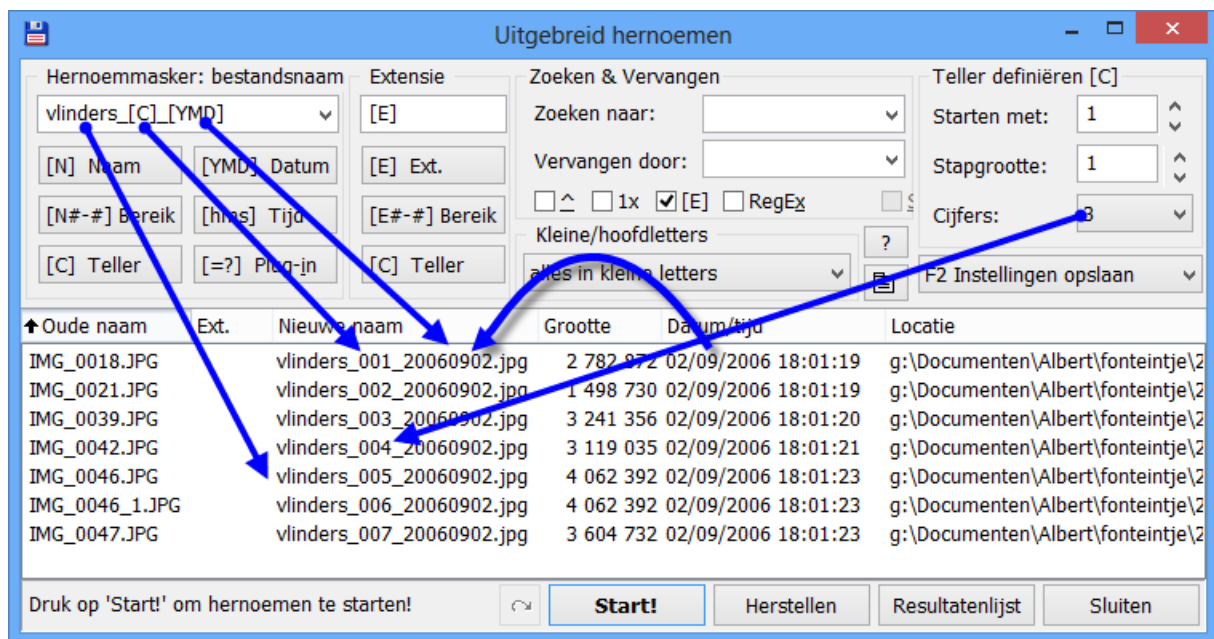 Uitgebreid hernoemen
Hernoemmasker: bestandsnaam Extensie Zoeken & Vervangen Teller definiëren [C]
vlinders_[C]_[YMD] [E] Zoeken naar: Starten met: 1
[N] Naam [YMD] Datum [E] Ext. Vervangen door: Stapgrootte: 1
^ 1x [E] RegEx
[N#-#] Bereik [hms] Tijd [E#-#] Bereik Cijfers: 3
Kleine/hoofdletters ?
[C] Teller [=?] Plug-in [C] Teller alles in kleine letters F2 Instellingen opslaan
Oude naam Ext. Nieuwe naam Grootte Datum/tijd Locatie
IMG_0018.JPG vlinders_001_20060902.jpg 2 782 872 02/09/2006 18:01:19 g:\Documenten\Albert\fonteintje\2
IMG_0021.JPG vlinders_002_20060902.jpg 1 498 730 02/09/2006 18:01:19 g:\Documenten\Albert\fonteintje\2
IMG_0039.JPG vlinders_003_20060902.jpg 3 241 356 02/09/2006 18:01:20 g:\Documenten\Albert\fonteintje\2
IMG_0042.JPG vlinders_004_20060902.jpg 3 119 035 02/09/2006 18:01:21 g:\Documenten\Albert\fonteintje\2
IMG_0046.JPG vlinders_005_20060902.jpg 4 062 392 02/09/2006 18:01:23 g:\Documenten\Albert\fonteintje\2
IMG_0046_1.JPG vlinders_006_20060902.jpg 4 062 392 02/09/2006 18:01:23 g:\Documenten\Albert\fonteintje\2
IMG_0047.JPG vlinders_007_20060902.jpg 3 604 732 02/09/2006 18:01:23 g:\Documenten\Albert\fonteintje\2
Druk op 'Start!' om hernoemen te starten! Start! Herstellen Resultatenlijst Sluiten